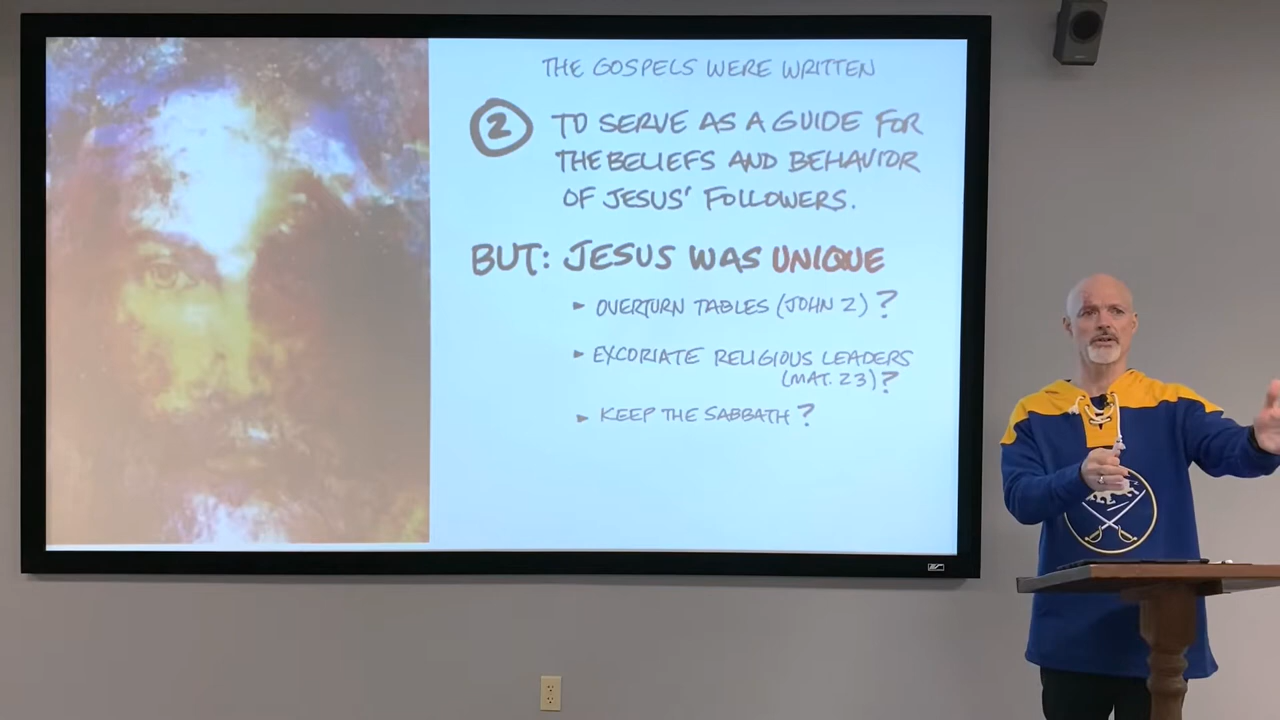 THE GOSPELS WERE WRITTEN
2 TO SERVE AS A GUIDE FOR
THE BELIEFS AND BEHAVIOR
OF JESUS' FOLLOWERS.
BUT: JESUS WAS UNIQUE
▸ OVERTURN TABLES (JOHN 2)?
▸ EXCORIATE RELIGIOUS LEADERS
(MAT. 23)?
▸ KEEP THE SABBATH?